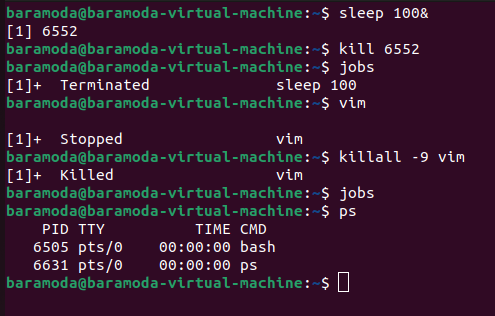 baramoda@baramoda-virtual-machine:~$ sleep 100&
[1] 6552
baramoda@baramoda-virtual-machine:~$ kill 6552
baramoda@baramoda-virtual-machine:~$ jobs
[1]+  Terminated              sleep 100
baramoda@baramoda-virtual-machine:~$ vim
[1]+  Stopped                 vim
baramoda@baramoda-virtual-machine:~$ killall -9 vim
[1]+  Killed                  vim
baramoda@baramoda-virtual-machine:~$ jobs
baramoda@baramoda-virtual-machine:~$ ps
    PID TTY          TIME CMD
   6505 pts/0    00:00:00 bash
   6631 pts/0    00:00:00 ps
baramoda@baramoda-virtual-machine:~$